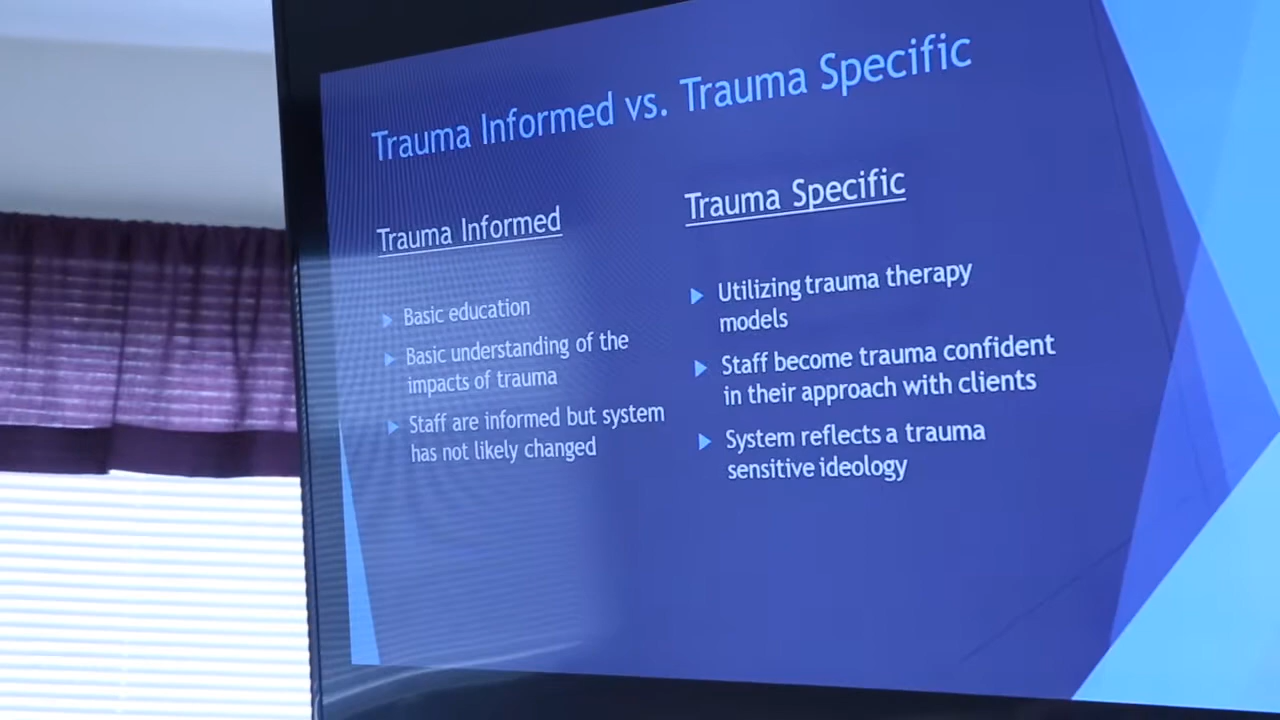 Trauma Informed vs. Trauma Specific
Trauma Informed
Basic education
Basic understanding of the
impacts of trauma
Staff are informed but system
has not likely changed
Trauma Specific
Utilizing trauma therapy
models
Staff become trauma confident
in their approach with clients
System reflects a trauma
sensitive ideology